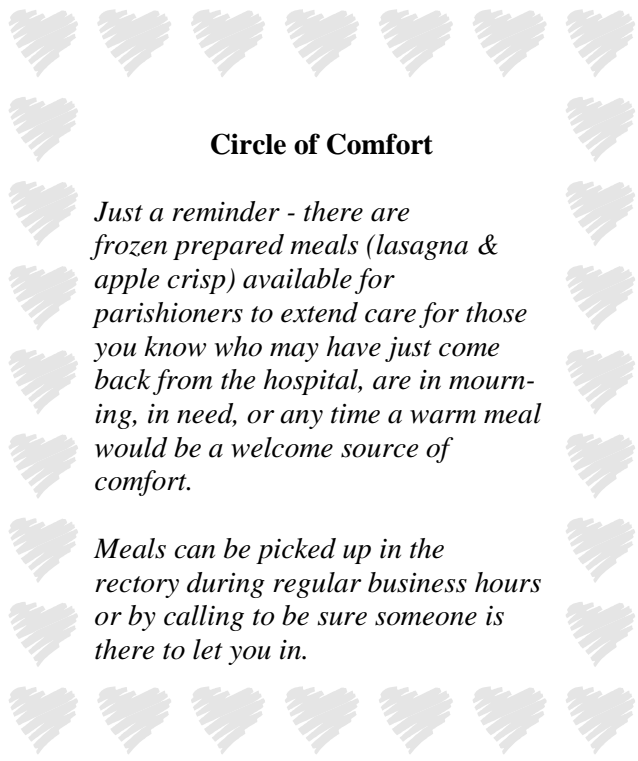 Circle of Comfort
Just a reminder - there are
frozen prepared meals (lasagna &
apple crisp) available for
parishioners to extend care for those
you know who may have just come
back from the hospital, are in mourn-
ing, in need, or any time a warm meal
would be a welcome source of
comfort.
Meals can be picked up in the
rectory during regular business hours
or by calling to be sure someone is
there to let you in.